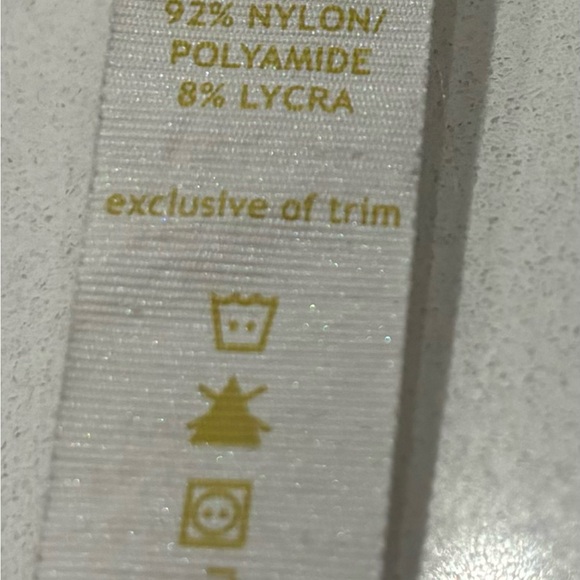 92% NYLON/
POLYAMIDE
8% LYCRA
exclusive of trim